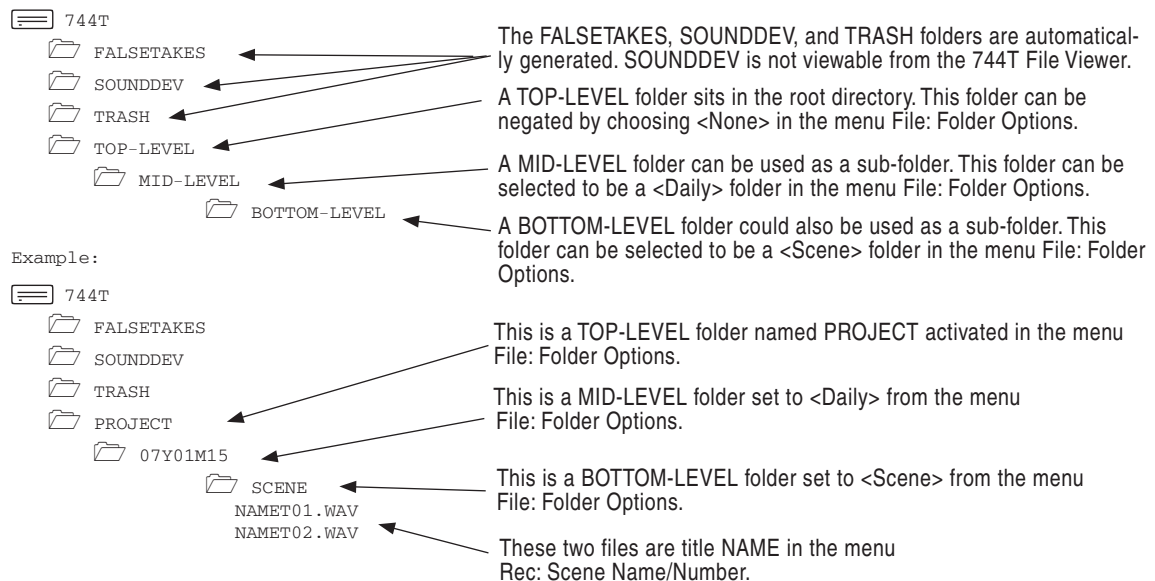 744T
FALSETAKES
SOUNDDEV
TRASH
TOP-LEVEL
MID-LEVEL
BOTTOM-LEVEL
The FALSETAKES, SOUNDDEV, and TRASH folders are automatical-
ly generated. SOUNDDEV is not viewable from the 744T File Viewer.
A TOP-LEVEL folder sits in the root directory. This folder can be
negated by choosing <None> in the menu File: Folder Options.
A MID-LEVEL folder can be used as a sub-folder. This folder can be
selected to be a <Daily> folder in the menu File: Folder Options.
A BOTTOM-LEVEL folder could also be used as a sub-folder. This
folder can be selected to be a <Scene> folder in the menu File: Folder
Options.
Example:
744T
FALSETAKES
SOUNDDEV
TRASH
PROJECT
07Y01M15
SCENE
NAMET01.WAV
NAMET02.WAV
This is a TOP-LEVEL folder named PROJECT activated in the menu
File: Folder Options.
This is a MID-LEVEL folder set to <Daily> from the menu
File: Folder Options.
This is a BOTTOM-LEVEL folder set to <Scene> from the menu
File: Folder Options.
These two files are title NAME in the menu
Rec: Scene Name/Number.